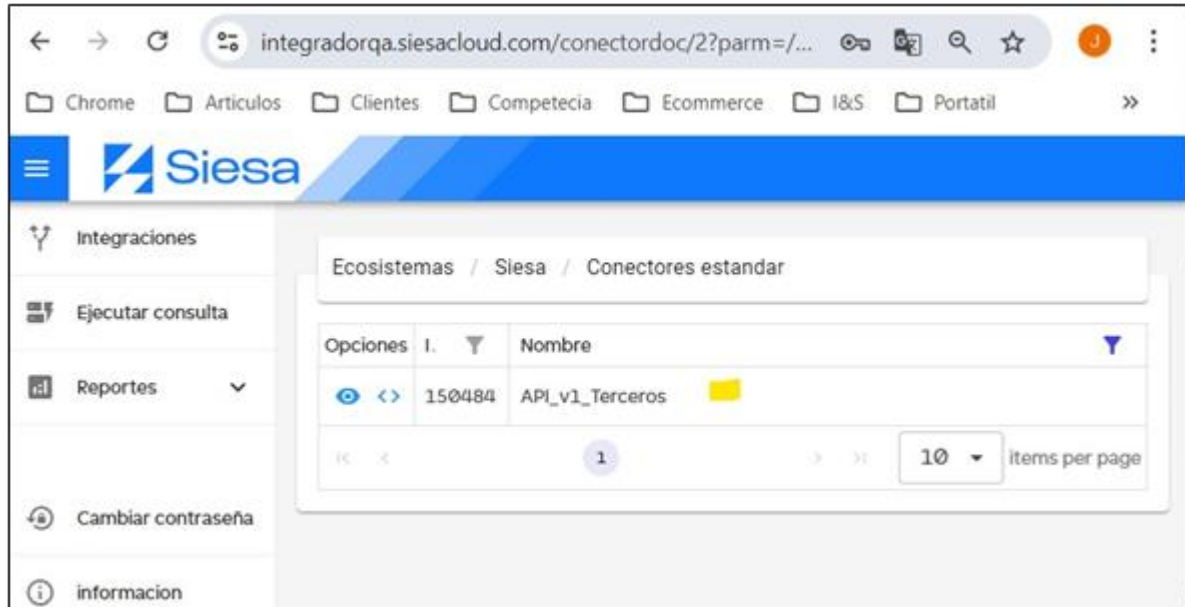 integradorqa.siesacloud.com/conectordoc/2?parm=/...
J
Chrome Articulos Clientes Competecia Ecommerce I&S Portatil »
Siesa
Integraciones
Ejecutar consulta
Reportes
Cambiar contraseña
informacion
Ecosistemas / Siesa / Conectores estandar
Opciones I. Nombre
150484 API_v1_Terceros
1 10 items per page